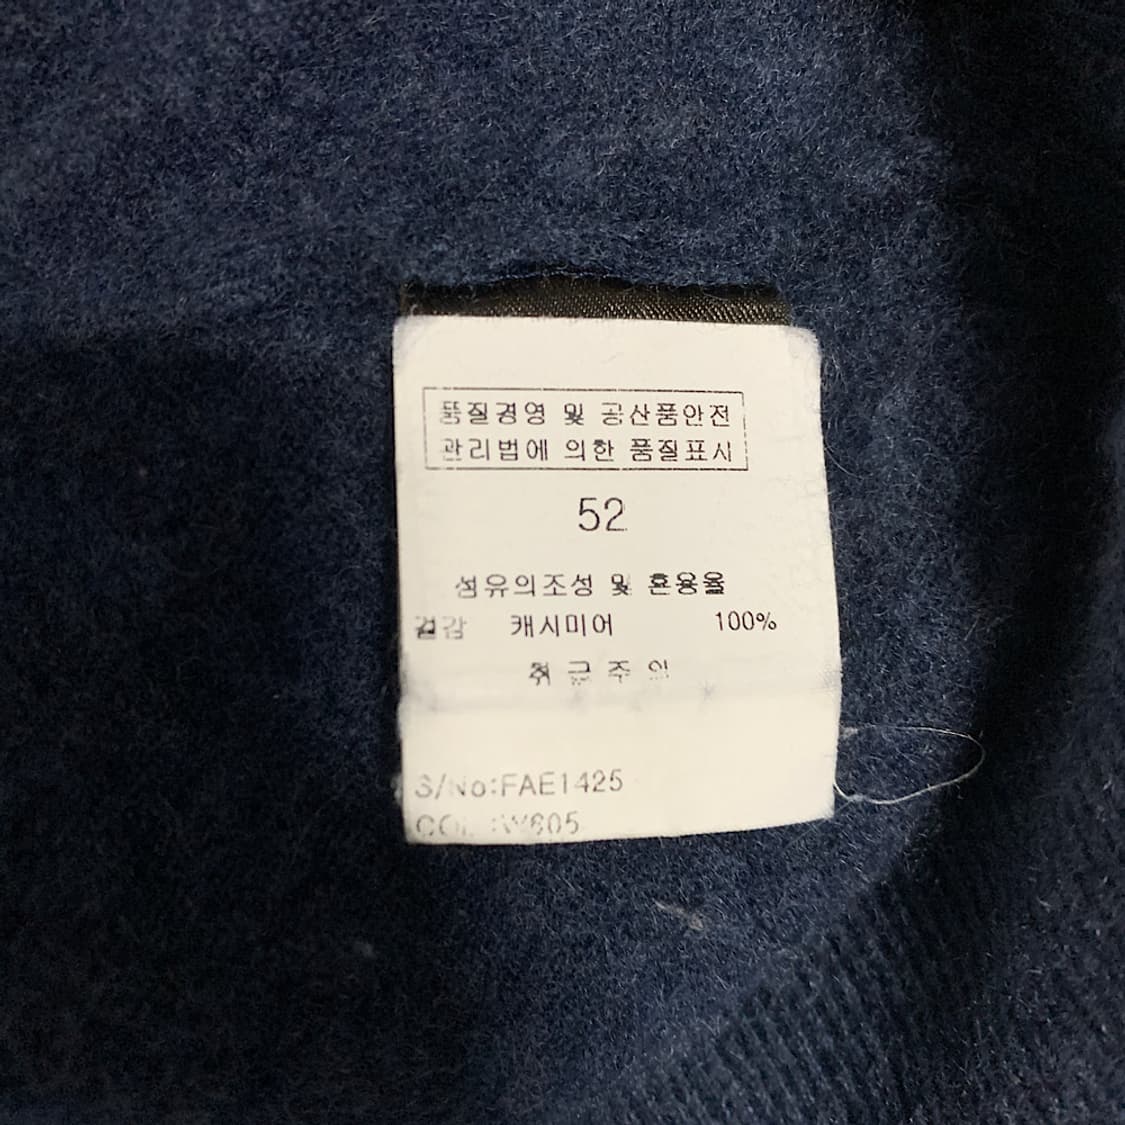 품질경영 및 공산품안전
관리법에 의한 품질표시
52
섬유의조성 및 혼용율
겉감 캐시미어 100%
취급주의
S/No:FAE1425